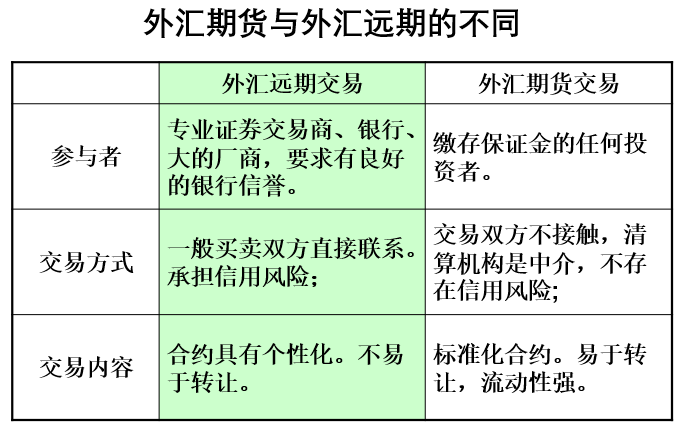 外汇期货与外汇远期的不同
外汇远期交易
外汇期货交易
参与者
专业证券交易商、银行、
大的厂商，要求有良好
的银行信誉。
缴存保证金的任何投
资者。
交易方式
一般买卖双方直接联系。
承担信用风险；
交易双方不接触，清
算机构是中介，不存
在信用风险;
交易内容
合约具有个性化。不易
于转让。
标准化合约。易于转
让，流动性强。